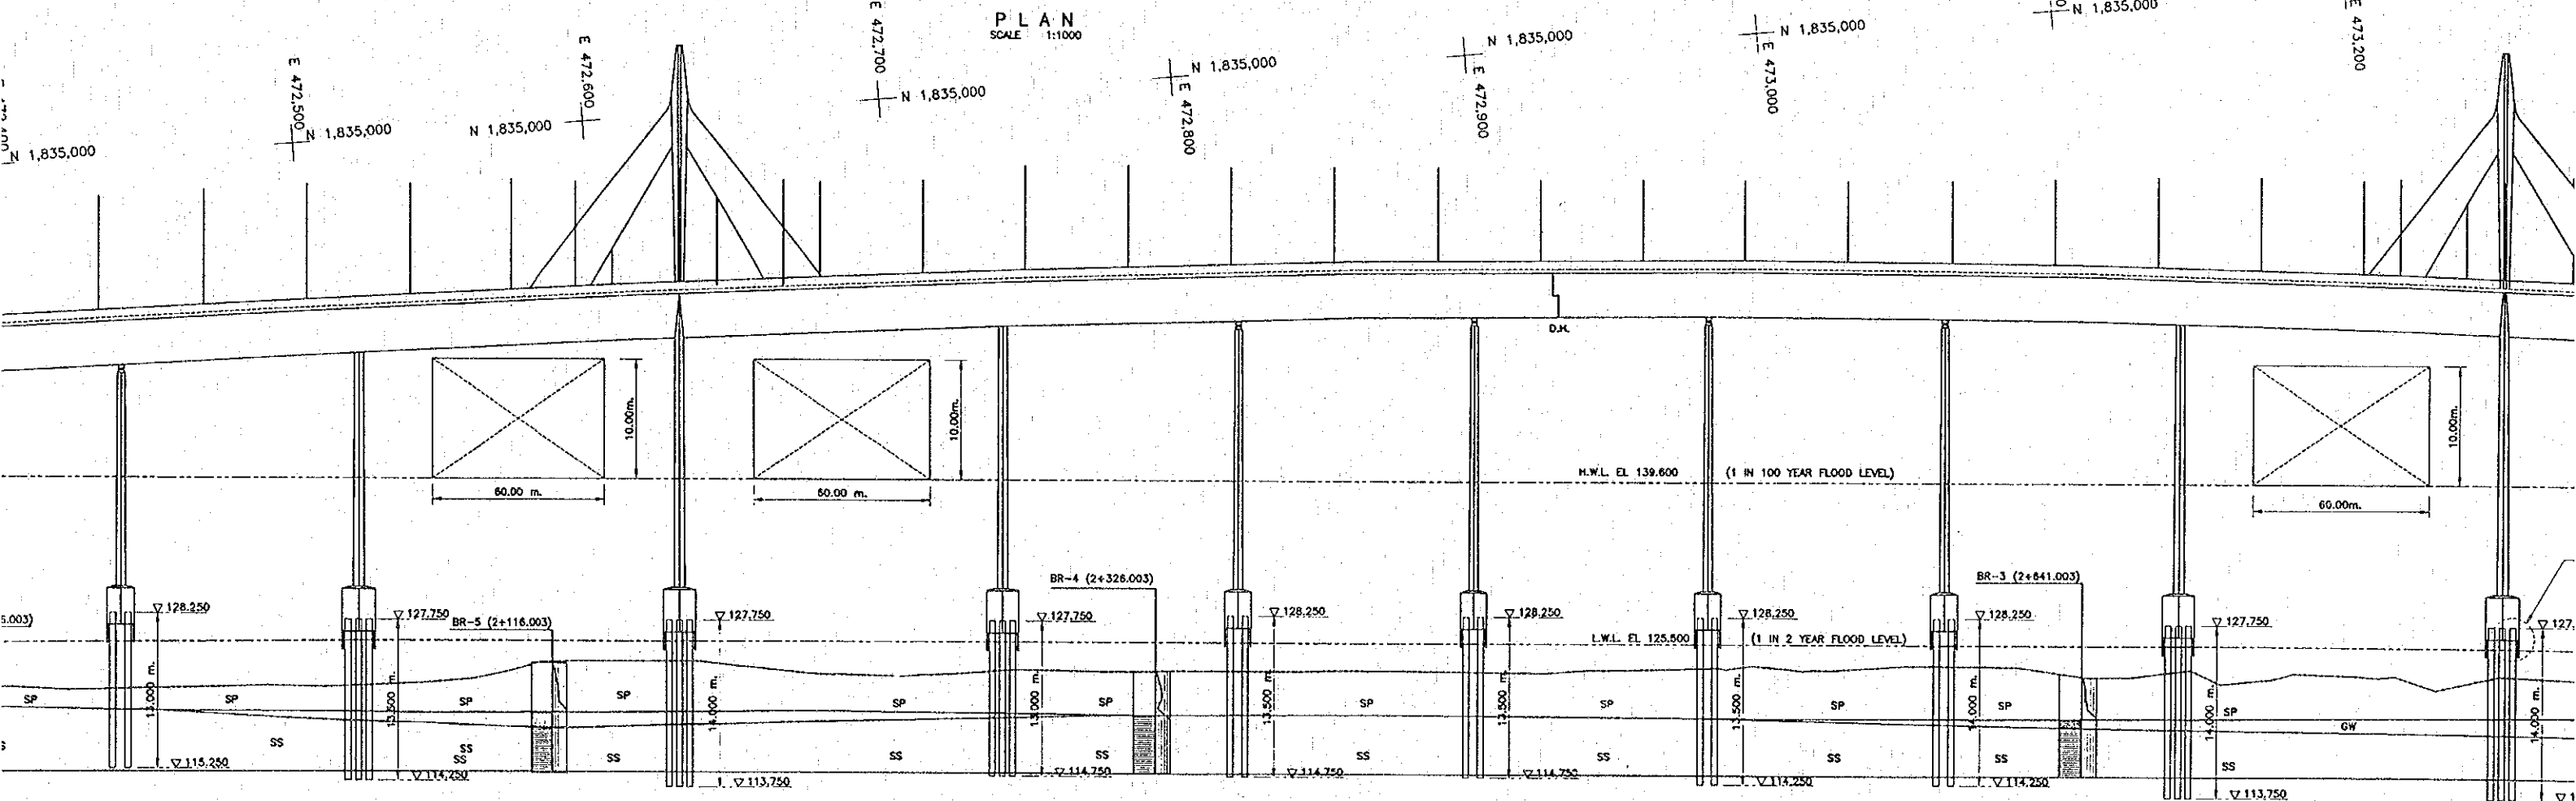 PLAN
SCALE 1:1000
N 1,835,000
E 472,500
N 1,835,000
N 1,835,000
E 472,600
E 472,700
N 1,835,000
N 1,835,000
E 472,800
N 1,835,000
E 472,900
N 1,835,000
E 473,000
N 1,835,000
E 473,200
D.H.
10.00m.
60.00 m.
10.00m.
60.00 m.
10.00m.
60.00m.
H.W.L. EL 139.600 (1 IN 100 YEAR FLOOD LEVEL)
L.W.L. EL 125.500 (1 IN 2 YEAR FLOOD LEVEL)
BR-5 (2+116.003)
BR-4 (2+326.003)
BR-3 (2+641.003)
5.003)
128.250
127.750
127.750
127.750
128.250
128.250
128.250
128.250
127.750
127.
13.000 m.
13.500 m.
14.000 m.
13.000 m.
13.500 m.
13.500 m.
13.500 m.
14.000 m.
14.000 m.
14.000 m.
SP
SP
SP
SP
SP
SP
SP
SP
SP
SP
SP
GW
SS
SS
SS
SS
SS
SS
SS
SS
SS
SS
115.250
114.250
113.750
114.750
114.750
114.750
114.250
114.250
113.750